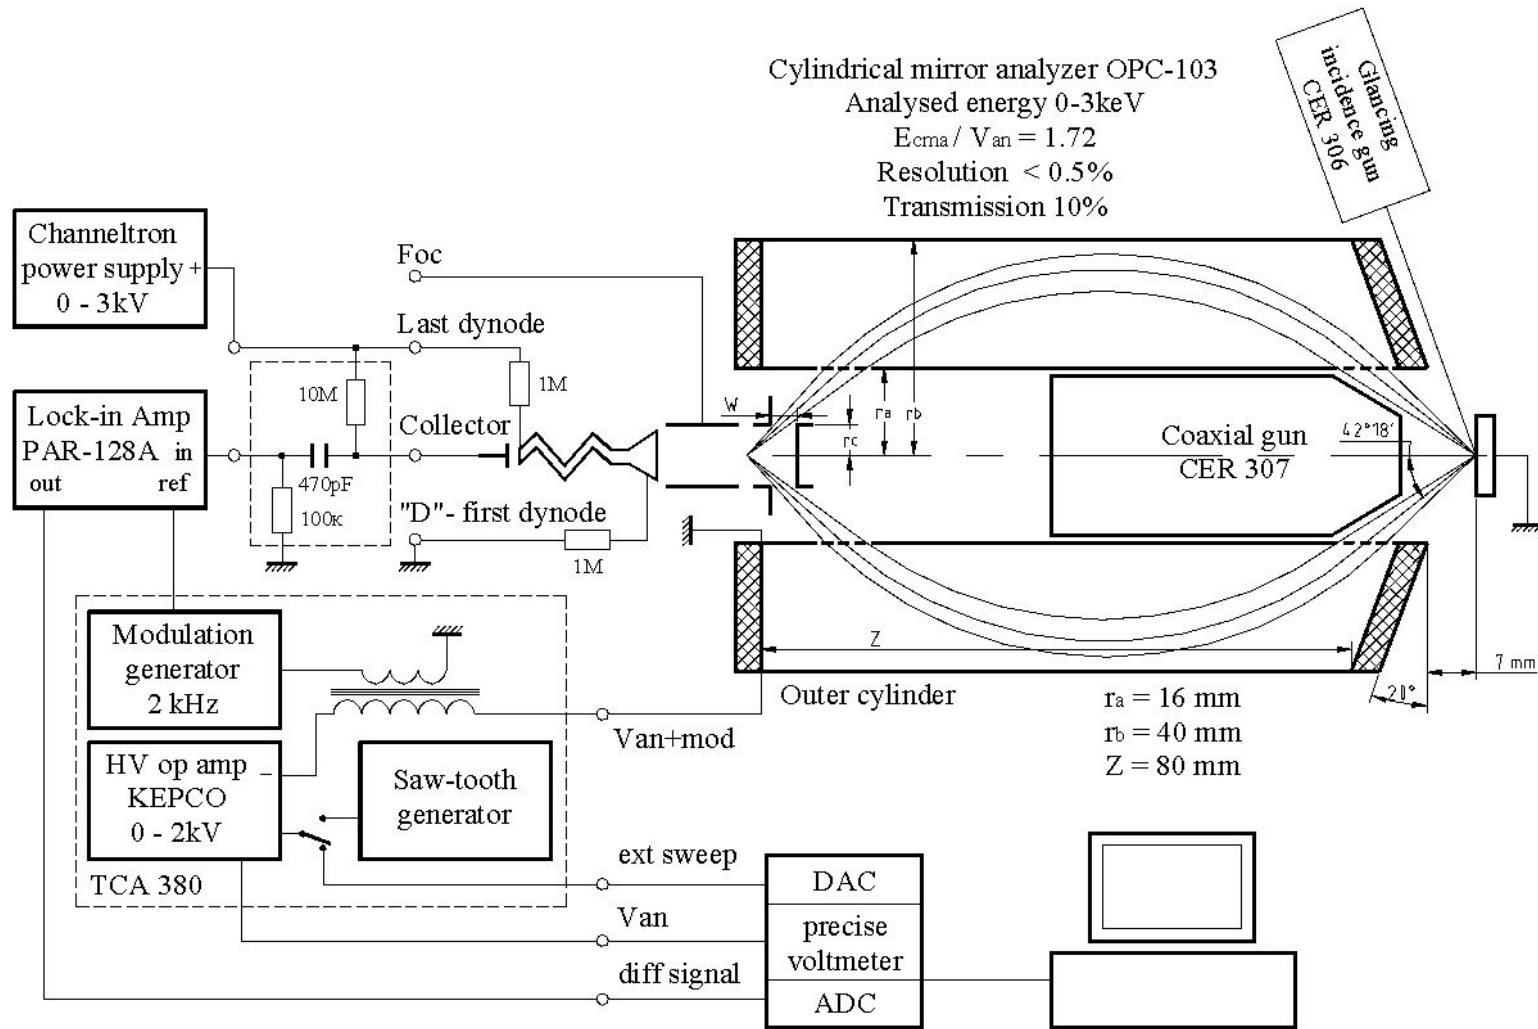 Cylindrical mirror analyzer OPC-103
Analysed energy 0-3keV
Ecma / Van = 1.72
Resolution < 0.5%
Transmission 10%
Glancing
incidence gun
CER 306
Channeltron
power supply +
0 - 3kV
Foc
Last dynode
10M
1M
Lock-in Amp
PAR-128A in
out ref
470pF
100к
Collector
"D"- first dynode
1M
W
ra
rb
rc
Coaxial gun
CER 307
42°18'
Z
7 mm
20°
Outer cylinder
ra = 16 mm
rb = 40 mm
Z = 80 mm
Modulation
generator
2 kHz
Van+mod
HV op amp –
KEPCO
0 - 2kV
Saw-tooth
generator
TCA 380
ext sweep
Van
diff signal
DAC
precise
voltmeter
ADC